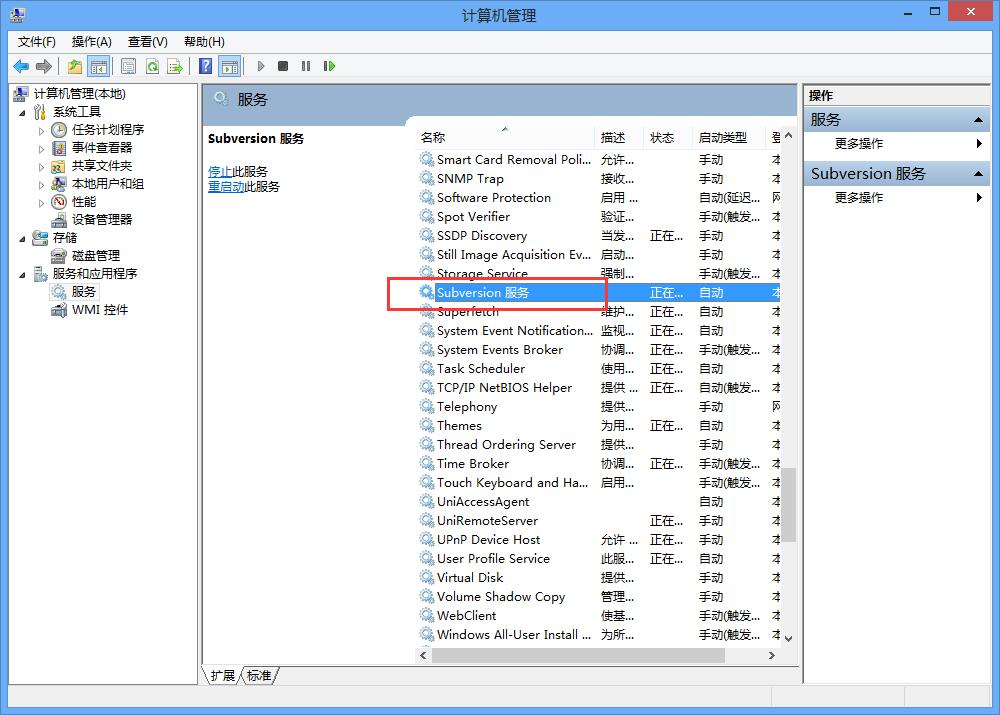 计算机管理
文件(F) 操作(A) 查看(V) 帮助(H)
计算机管理(本地)
系统工具
任务计划程序
事件查看器
共享文件夹
本地用户和组
性能
设备管理器
存储
磁盘管理
服务和应用程序
服务
WMI 控件
服务
Subversion 服务
停止此服务
重启动此服务
名称 描述 状态 启动类型 登
Smart Card Removal Poli... 允许... 手动 本
SNMP Trap 接收... 手动 本
Software Protection 启用 ... 自动(延迟... 网
Spot Verifier 验证... 手动(触发... 本
SSDP Discovery 当发... 正在... 手动 本
Still Image Acquisition Ev... 启动... 手动 本
Storage Service 强制... 手动(触发... 本
Subversion 服务 正在... 自动 本
Superfetch 维护... 正在... 自动 本
System Event Notification... 监视... 正在... 自动 本
System Events Broker 协调... 正在... 手动(触发... 本
Task Scheduler 使用... 正在... 自动 本
TCP/IP NetBIOS Helper 提供 ... 正在... 自动(触发... 本
Telephony 提供... 手动 网
Themes 为用... 正在... 自动 本
Thread Ordering Server 提供... 手动 本
Time Broker 协调... 正在... 手动(触发... 本
Touch Keyboard and Ha... 启用... 手动(触发... 本
UniAccessAgent 自动 本
UniRemoteServer 正在... 手动 本
UPnP Device Host 允许 ... 正在... 手动 本
User Profile Service 此服... 正在... 自动 本
Virtual Disk 提供... 手动 本
Volume Shadow Copy 管理... 手动 本
WebClient 使基... 手动(触发... 本
Windows All-User Install ... 为所... 手动(触发... 本
扩展 标准
操作
服务
更多操作
Subversion 服务
更多操作